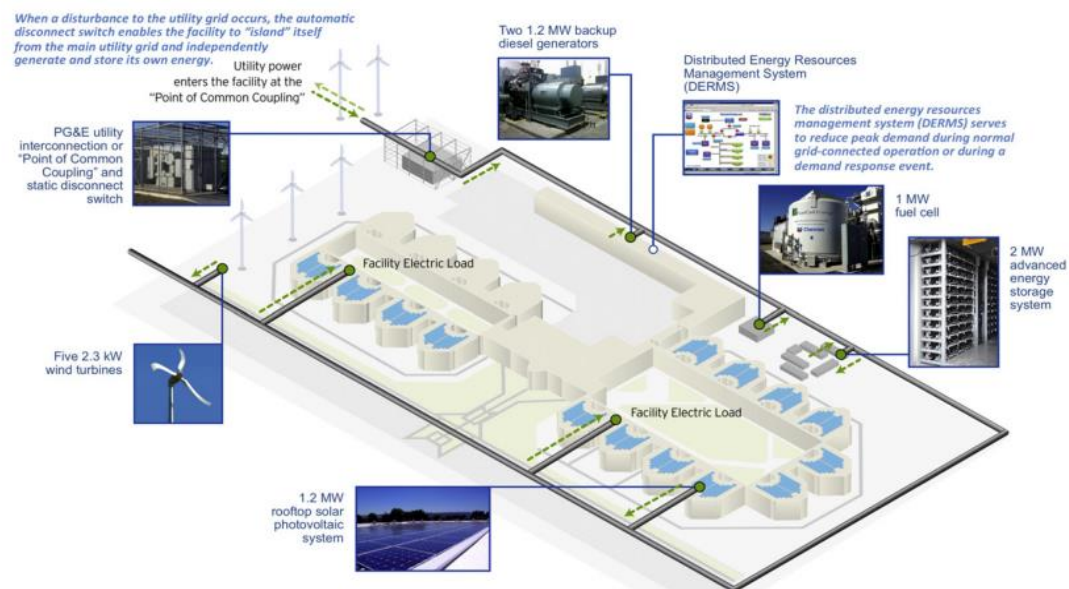 When a disturbance to the utility grid occurs, the automatic
disconnect switch enables the facility to “island” itself
from the main utility grid and independently
generate and store its own energy.
Utility power
enters the facility at the
“Point of Common Coupling”
Two 1.2 MW backup
diesel generators
Distributed Energy Resources
Management System
(DERMS)
The distributed energy resources
management system (DERMS) serves
to reduce peak demand during normal
grid-connected operation or during a
demand response event.
PG&E utility
interconnection or
“Point of Common
Coupling” and
static disconnect
switch
1 MW
fuel cell
2 MW
advanced
energy
storage
system
Facility Electric Load
Five 2.3 kW
wind turbines
Facility Electric Load
1.2 MW
rooftop solar
photovoltaic
system